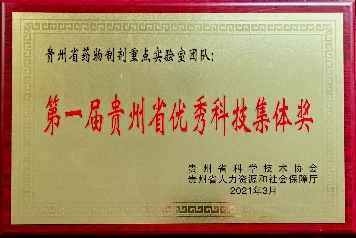 贵州省药物制剂重点实验室团队：
第一届贵州省优秀科技集体奖
贵州省科学技术协会
贵州省人力资源和社会保障厅
2021年3月